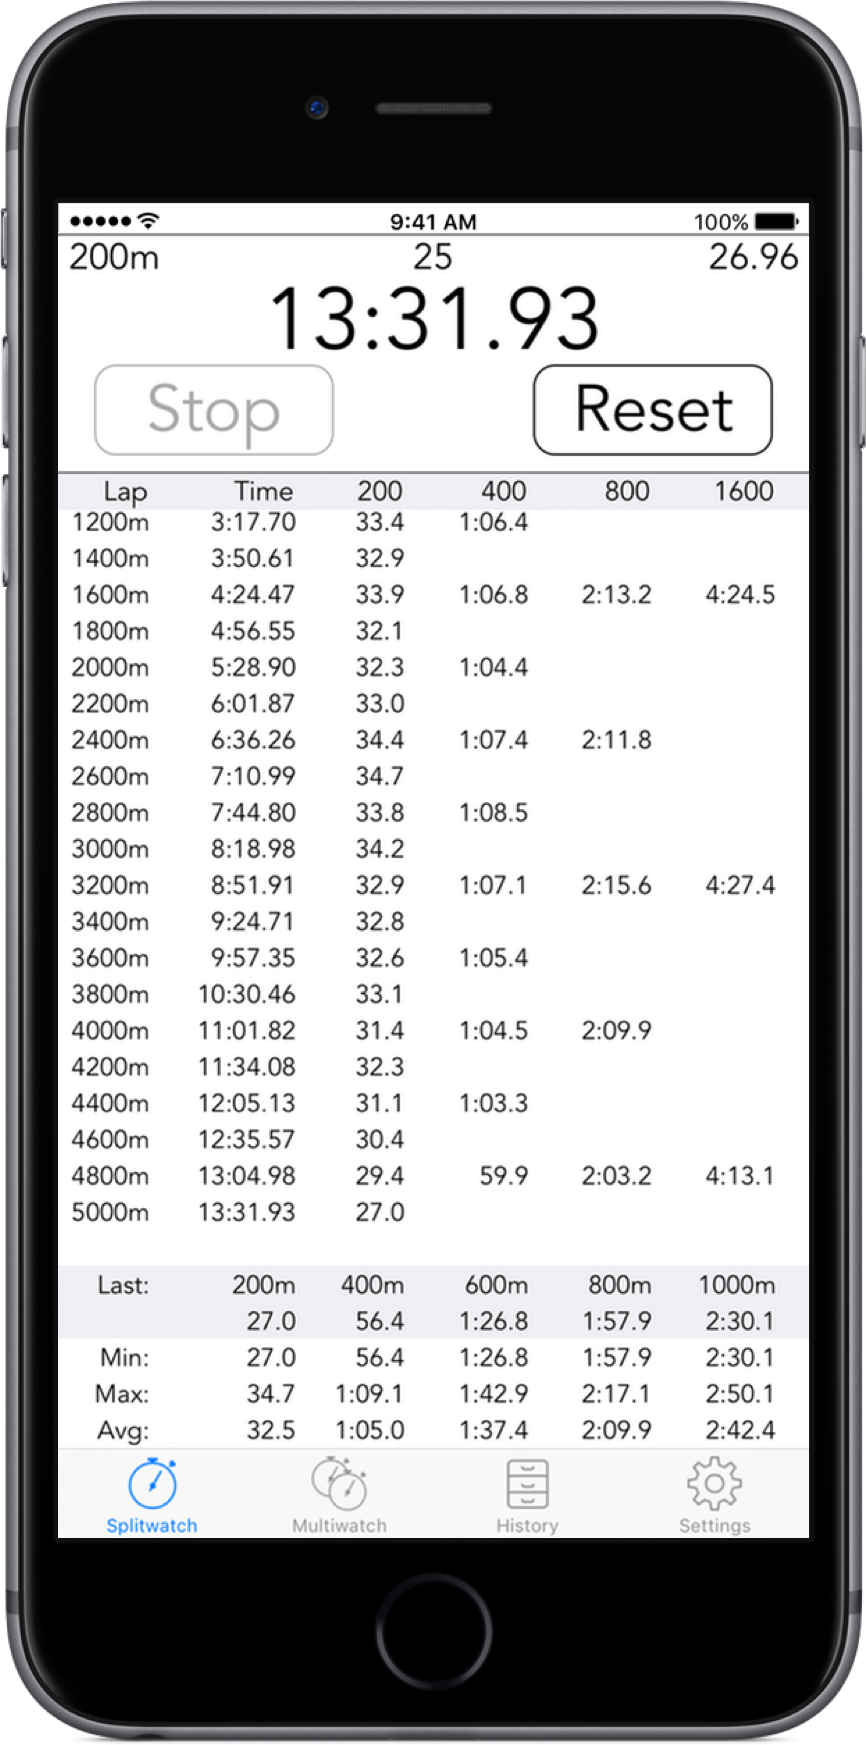 9:41 AM 100%
200m 25 26.96
13:31.93
Stop Reset
Lap Time 200 400 800 1600
1200m 3:17.70 33.4 1:06.4
1400m 3:50.61 32.9
1600m 4:24.47 33.9 1:06.8 2:13.2 4:24.5
1800m 4:56.55 32.1
2000m 5:28.90 32.3 1:04.4
2200m 6:01.87 33.0
2400m 6:36.26 34.4 1:07.4 2:11.8
2600m 7:10.99 34.7
2800m 7:44.80 33.8 1:08.5
3000m 8:18.98 34.2
3200m 8:51.91 32.9 1:07.1 2:15.6 4:27.4
3400m 9:24.71 32.8
3600m 9:57.35 32.6 1:05.4
3800m 10:30.46 33.1
4000m 11:01.82 31.4 1:04.5 2:09.9
4200m 11:34.08 32.3
4400m 12:05.13 31.1 1:03.3
4600m 12:35.57 30.4
4800m 13:04.98 29.4 59.9 2:03.2 4:13.1
5000m 13:31.93 27.0
Last: 200m 400m 600m 800m 1000m
27.0 56.4 1:26.8 1:57.9 2:30.1
Min: 27.0 56.4 1:26.8 1:57.9 2:30.1
Max: 34.7 1:09.1 1:42.9 2:17.1 2:50.1
Avg: 32.5 1:05.0 1:37.4 2:09.9 2:42.4
Splitwatch Multiwatch History Settings